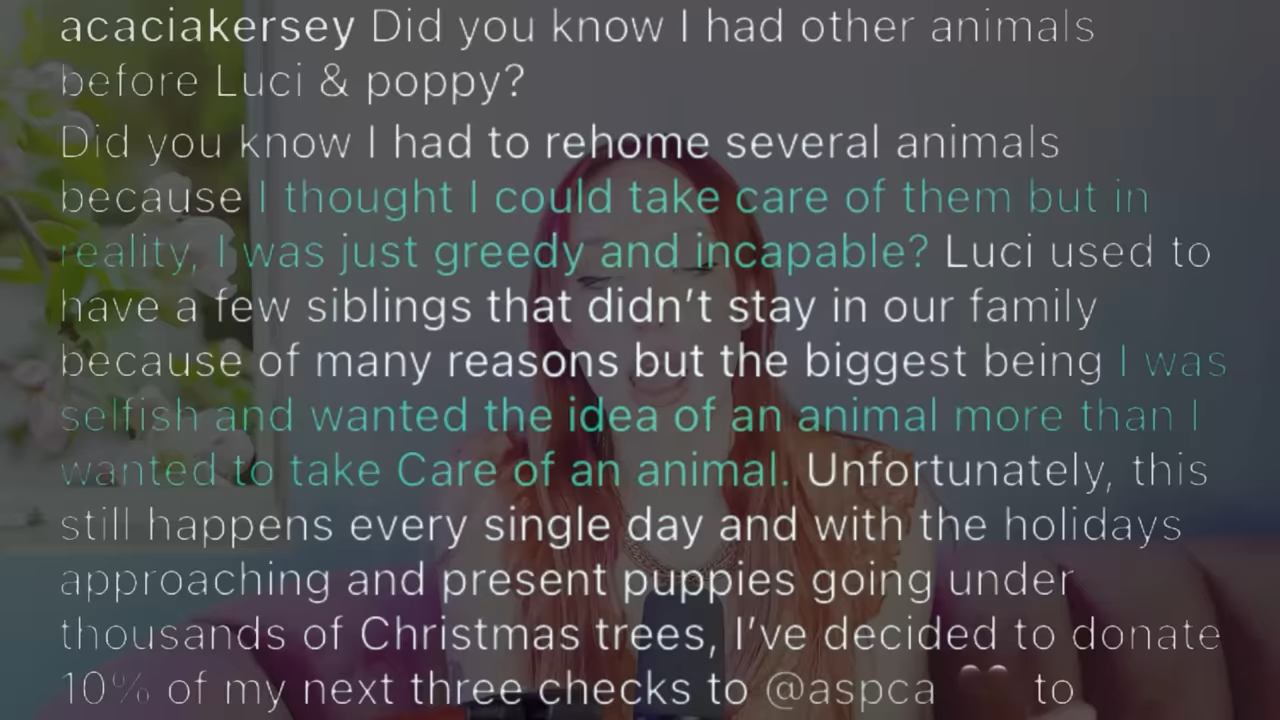 acaciakersey Did you know I had other animals
before Luci & poppy?
Did you know I had to rehome several animals
because I thought I could take care of them but in
reality, I was just greedy and incapable? Luci used to
have a few siblings that didn't stay in our family
because of many reasons but the biggest being I was
selfish and wanted the idea of an animal more than I
wanted to take Care of an animal. Unfortunately, this
still happens every single day and with the holidays
approaching and present puppies going under
thousands of Christmas trees, I've decided to donate
10% of my next three checks to @aspca to